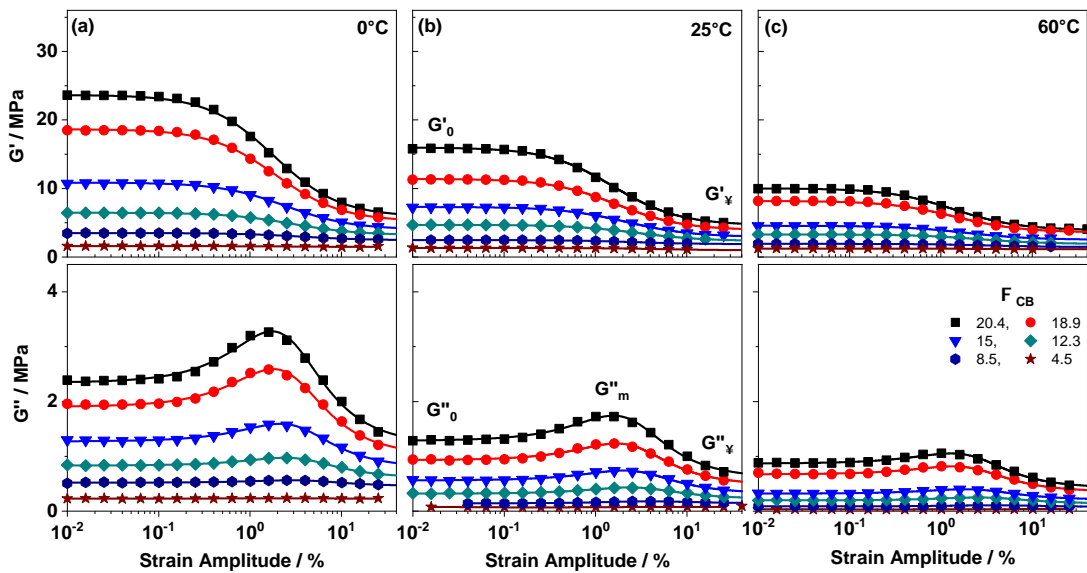 (a) 0°C (b) 25°C (c) 60°C
G' / MPa
30
20
10
0
G'₀
G'¥
G'' / MPa
4
2
0
G''₀
G''m
G''¥
F CB
20.4, 18.9
15, 12.3
8.5, 4.5
10⁻² 10⁻¹ 10⁰ 10¹ 10⁻² 10⁻¹ 10⁰ 10¹ 10⁻² 10⁻¹ 10⁰ 10¹
Strain Amplitude / % Strain Amplitude / % Strain Amplitude / %